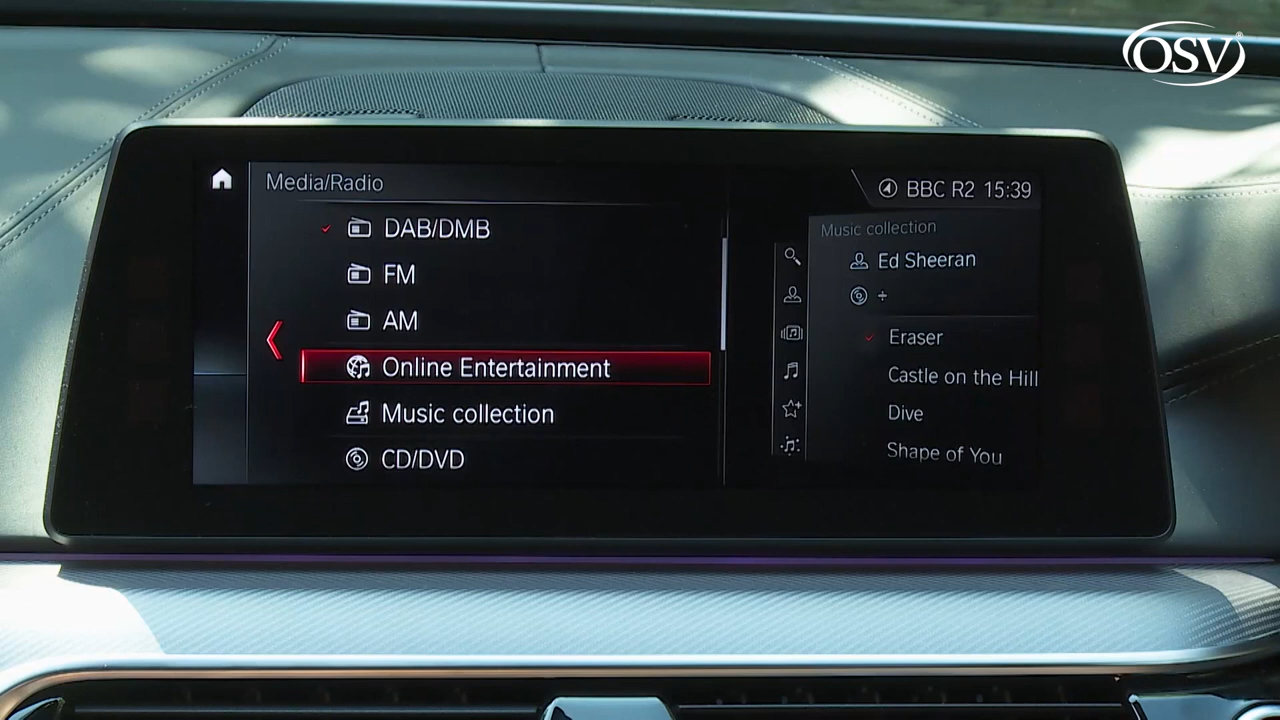 OSV®
Media/Radio
BBC R2 15:39
DAB/DMB
FM
AM
Online Entertainment
Music collection
CD/DVD
Music collection
Ed Sheeran
÷
Eraser
Castle on the Hill
Dive
Shape of You